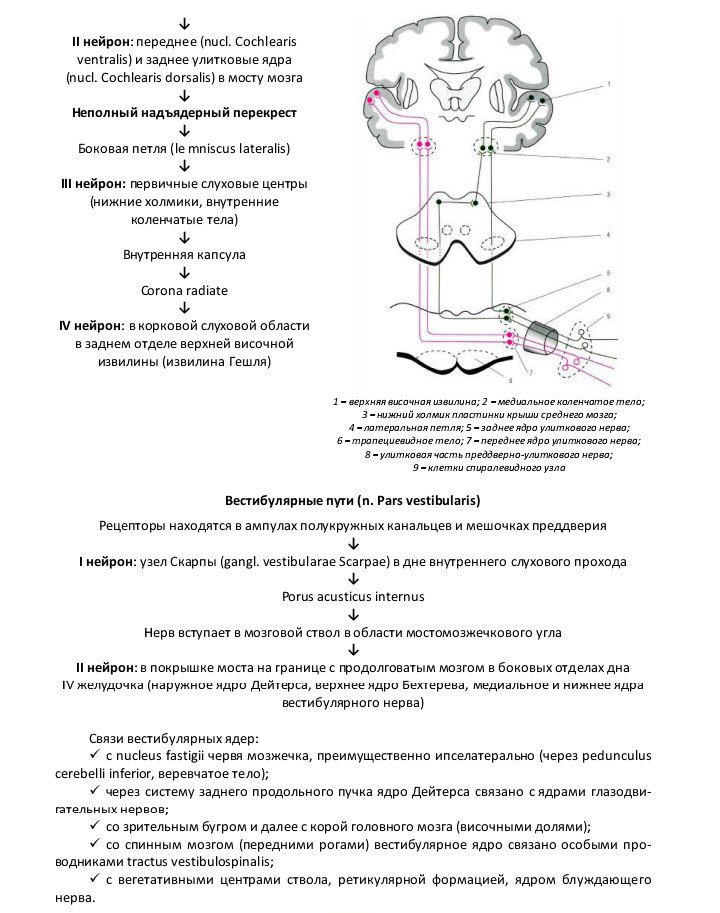 ↓
II нейрон: переднее (nucl. Cochlearis
ventralis) и заднее улитковые ядра
(nucl. Cochlearis dorsalis) в мосту мозга
↓
Неполный надъядерный перекрест
↓
Боковая петля (le mniscus lateralis)
↓
III нейрон: первичные слуховые центры
(нижние холмики, внутренние
коленчатые тела)
↓
Внутренняя капсула
↓
Corona radiate
↓
IV нейрон: в корковой слуховой области
в заднем отделе верхней височной
извилины (извилина Гешля)
1
2
3
4
5
8
9
7
6
1 – верхняя височная извилина; 2 – медиальное коленчатое тело;
3 – нижний холмик пластинки крыши среднего мозга;
4 – латеральная петля; 5 – заднее ядро улиткового нерва;
6 – трапециевидное тело; 7 – переднее ядро улиткового нерва;
8 – улитковая часть преддверно-улиткового нерва;
9 – клетки спиралевидного узла
Вестибулярные пути (n. Pars vestibularis)
Рецепторы находятся в ампулах полукружных канальцев и мешочках преддверия
↓
I нейрон: узел Скарпы (gangl. vestibularae Scarpae) в дне внутреннего слухового прохода
↓
Porus acusticus internus
↓
Нерв вступает в мозговой ствол в области мостомозжечкового угла
↓
II нейрон: в покрышке моста на границе с продолговатым мозгом в боковых отделах дна
IV желудочка (наружное ядро Дейтерса, верхнее ядро Бехтерева, медиальное и нижнее ядра
вестибулярного нерва)
Связи вестибулярных ядер:
✓ с nucleus fastigii червя мозжечка, преимущественно ипселатерально (через pedunculus
cerebelli inferior, веревчатое тело);
✓ через систему заднего продольного пучка ядро Дейтерса связано с ядрами глазодви-
гательных нервов;
✓ со зрительным бугром и далее с корой головного мозга (височными долями);
✓ со спинным мозгом (передними рогами) вестибулярное ядро связано особыми про-
водниками tractus vestibulospinalis;
✓ с вегетативными центрами ствола, ретикулярной формацией, ядром блуждающего
нерва.